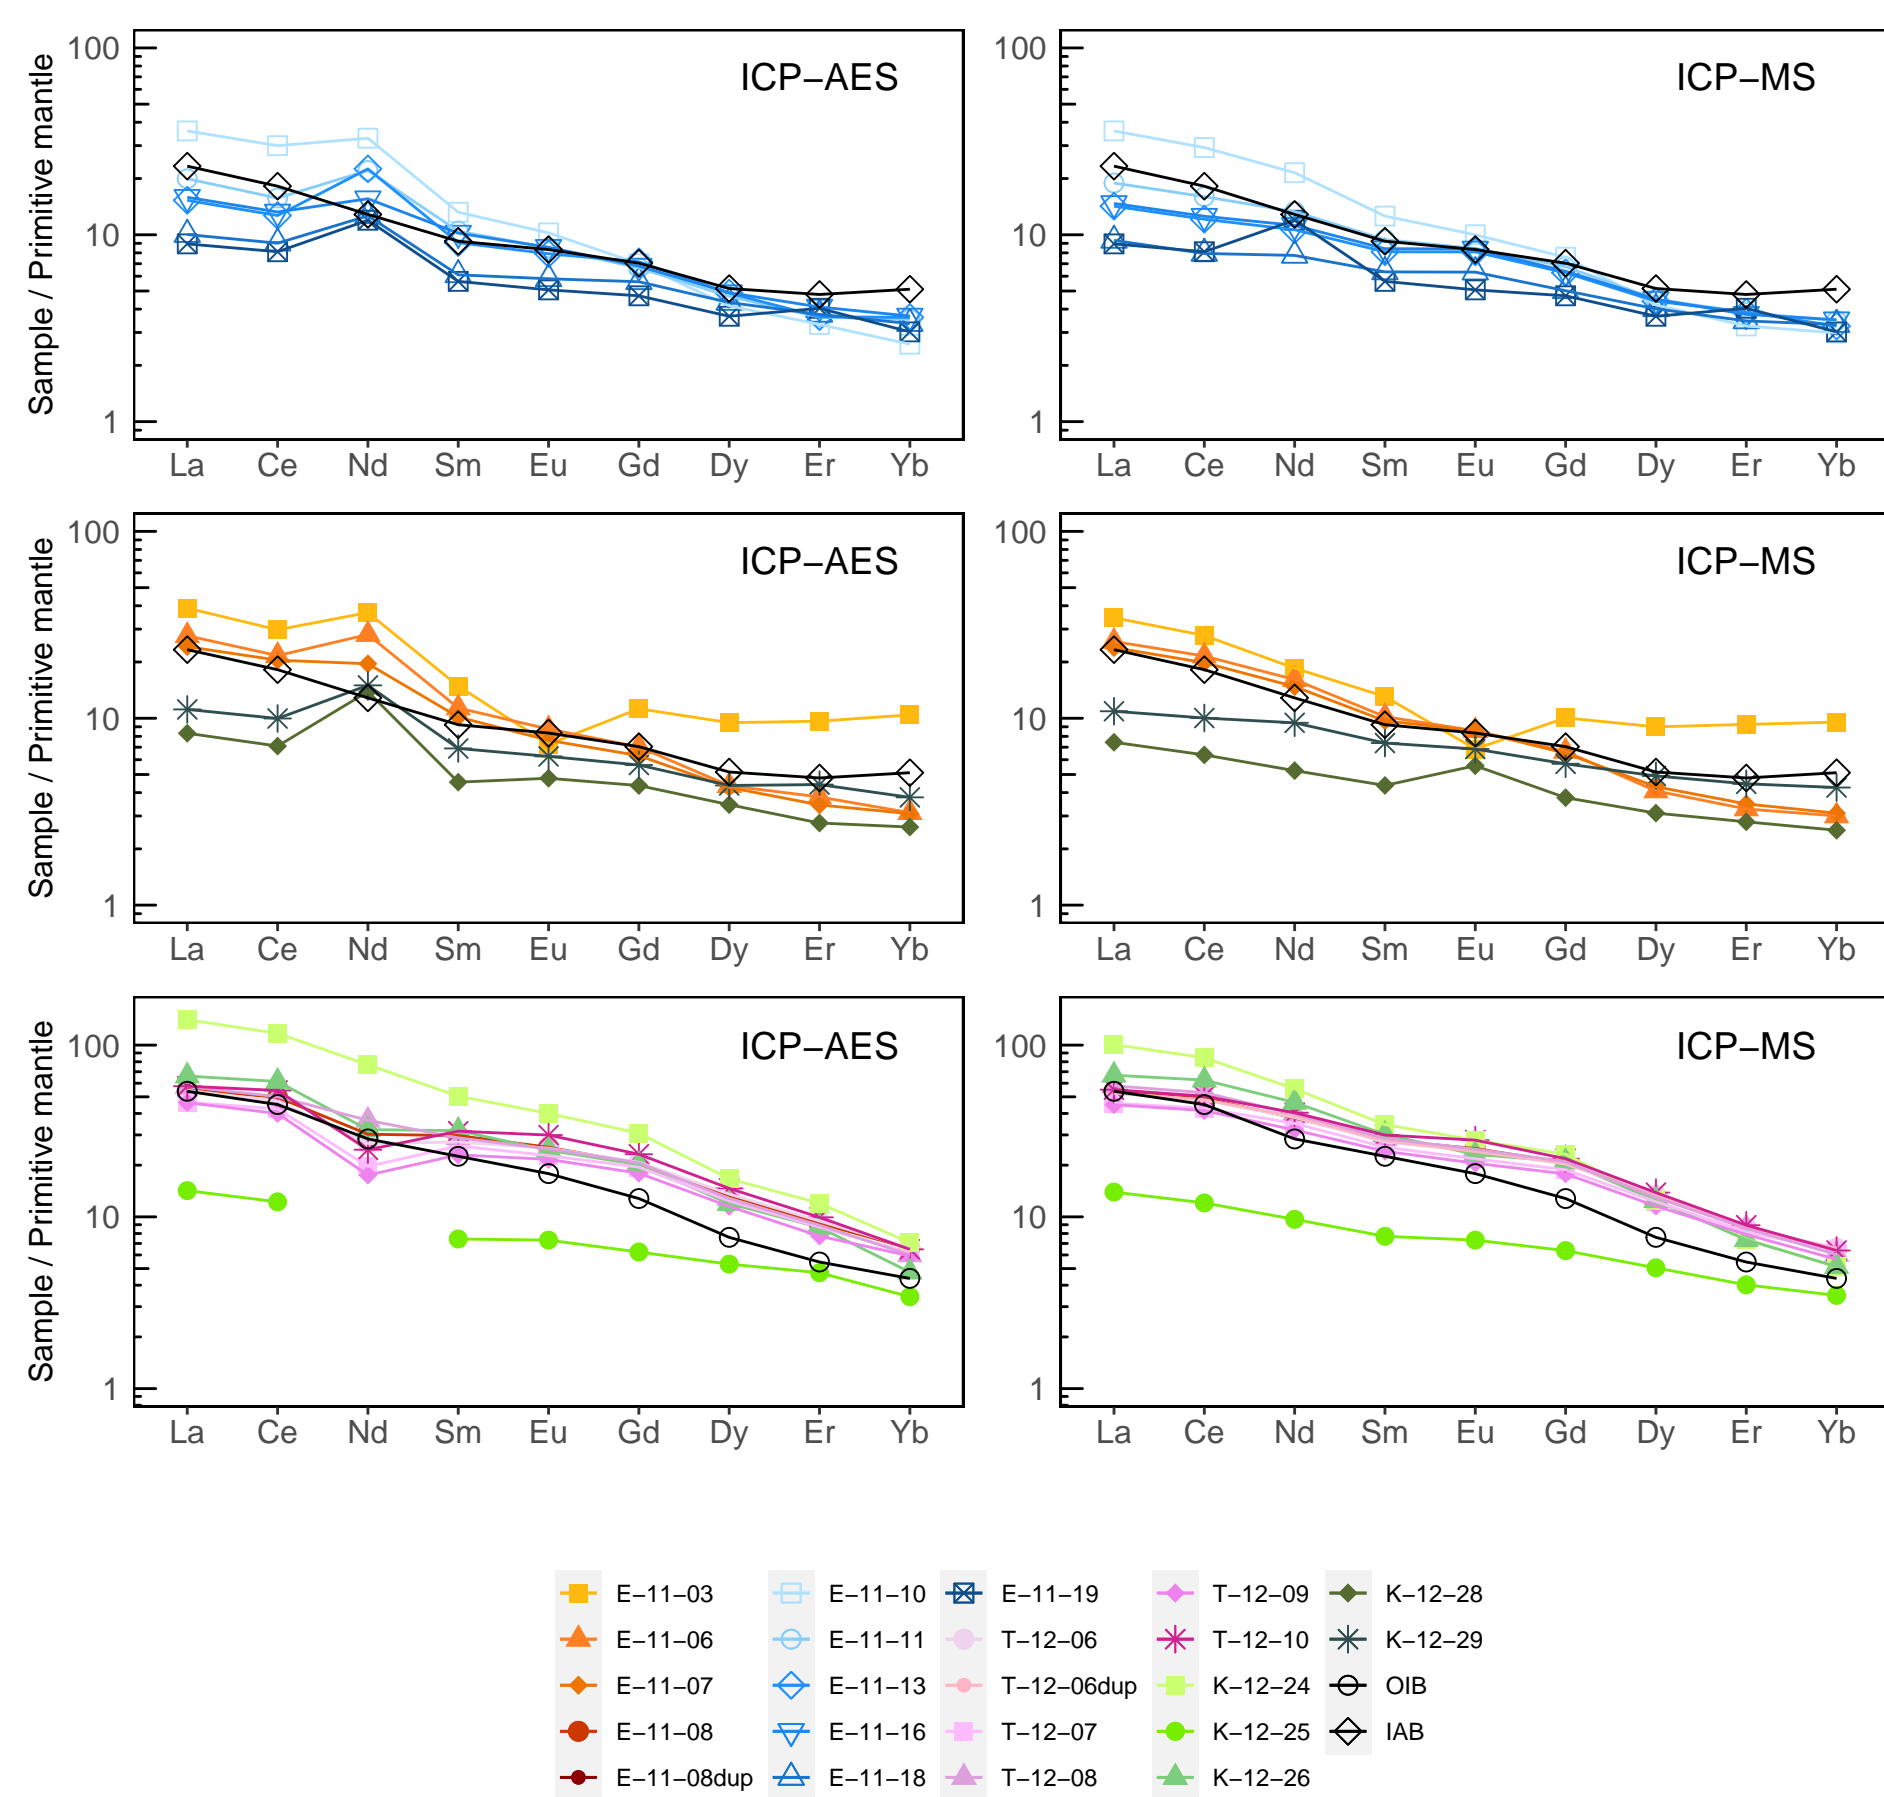 Sample / Primitive mantle
100
10
1
ICP−AES
La Ce Nd Sm Eu Gd Dy Er Yb
100
10
1
ICP−MS
La Ce Nd Sm Eu Gd Dy Er Yb
Sample / Primitive mantle
100
10
1
ICP−AES
La Ce Nd Sm Eu Gd Dy Er Yb
100
10
1
ICP−MS
La Ce Nd Sm Eu Gd Dy Er Yb
Sample / Primitive mantle
100
10
1
ICP−AES
La Ce Nd Sm Eu Gd Dy Er Yb
100
10
1
ICP−MS
La Ce Nd Sm Eu Gd Dy Er Yb
E−11−03
E−11−06
E−11−07
E−11−08
E−11−08dup
E−11−10
E−11−11
E−11−13
E−11−16
E−11−18
E−11−19
T−12−06
T−12−06dup
T−12−07
T−12−08
T−12−09
T−12−10
K−12−24
K−12−25
K−12−26
K−12−28
K−12−29
OIB
IAB